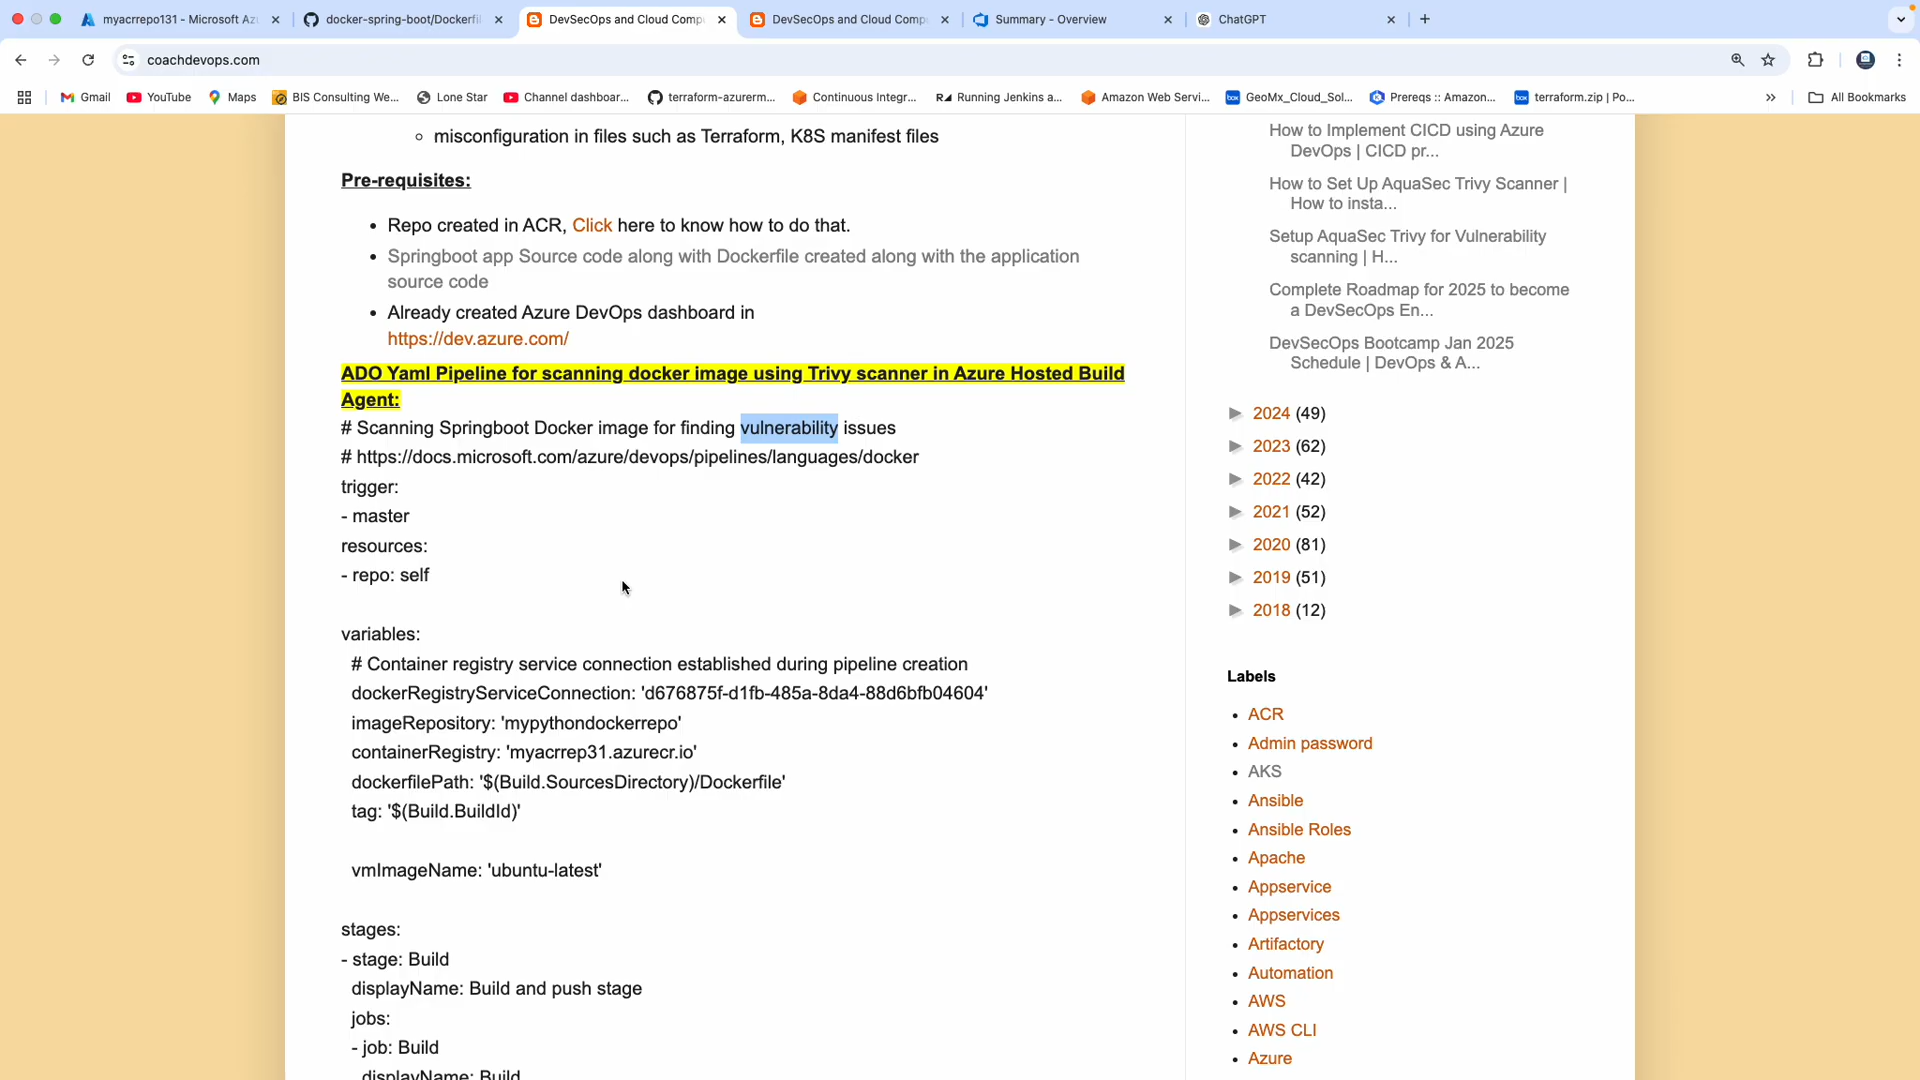 myacrrepo131 - Microsoft Az
docker-spring-boot/Dockerfil
DevSecOps and Cloud Compu
DevSecOps and Cloud Comp
Summary - Overview
ChatGPT
coachdevops.com
Gmail
YouTube
Maps
BIS Consulting We...
Lone Star
Channel dashboar...
terraform-azurerm...
Continuous Integr...
Running Jenkins a...
Amazon Web Servi...
GeoMx_Cloud_Sol...
Prereqs :: Amazon...
terraform.zip | Po...
All Bookmarks
misconfiguration in files such as Terraform, K8S manifest files
Pre-requisites:
Repo created in ACR, Click here to know how to do that.
Springboot app Source code along with Dockerfile created along with the application
source code
Already created Azure DevOps dashboard in
https://dev.azure.com/
ADO Yaml Pipeline for scanning docker image using Trivy scanner in Azure Hosted Build
Agent:
# Scanning Springboot Docker image for finding vulnerability issues
# https://docs.microsoft.com/azure/devops/pipelines/languages/docker
trigger:
- master
resources:
- repo: self
variables:
# Container registry service connection established during pipeline creation
dockerRegistryServiceConnection: 'd676875f-d1fb-485a-8da4-88d6bfb04604'
imageRepository: 'mypythondockerrepo'
containerRegistry: 'myacrrep31.azurecr.io'
dockerfilePath: '$(Build.SourcesDirectory)/Dockerfile'
tag: '$(Build.BuildId)'
vmImageName: 'ubuntu-latest'
stages:
- stage: Build
displayName: Build and push stage
jobs:
- job: Build
displayName: Build
How to Implement CICD using Azure
DevOps | CICD pr...
How to Set Up AquaSec Trivy Scanner |
How to insta...
Setup AquaSec Trivy for Vulnerability
scanning | H...
Complete Roadmap for 2025 to become
a DevSecOps En...
DevSecOps Bootcamp Jan 2025
Schedule | DevOps & A...
► 2024 (49)
► 2023 (62)
► 2022 (42)
► 2021 (52)
► 2020 (81)
► 2019 (51)
► 2018 (12)
Labels
ACR
Admin password
AKS
Ansible
Ansible Roles
Apache
Appservice
Appservices
Artifactory
Automation
AWS
AWS CLI
Azure